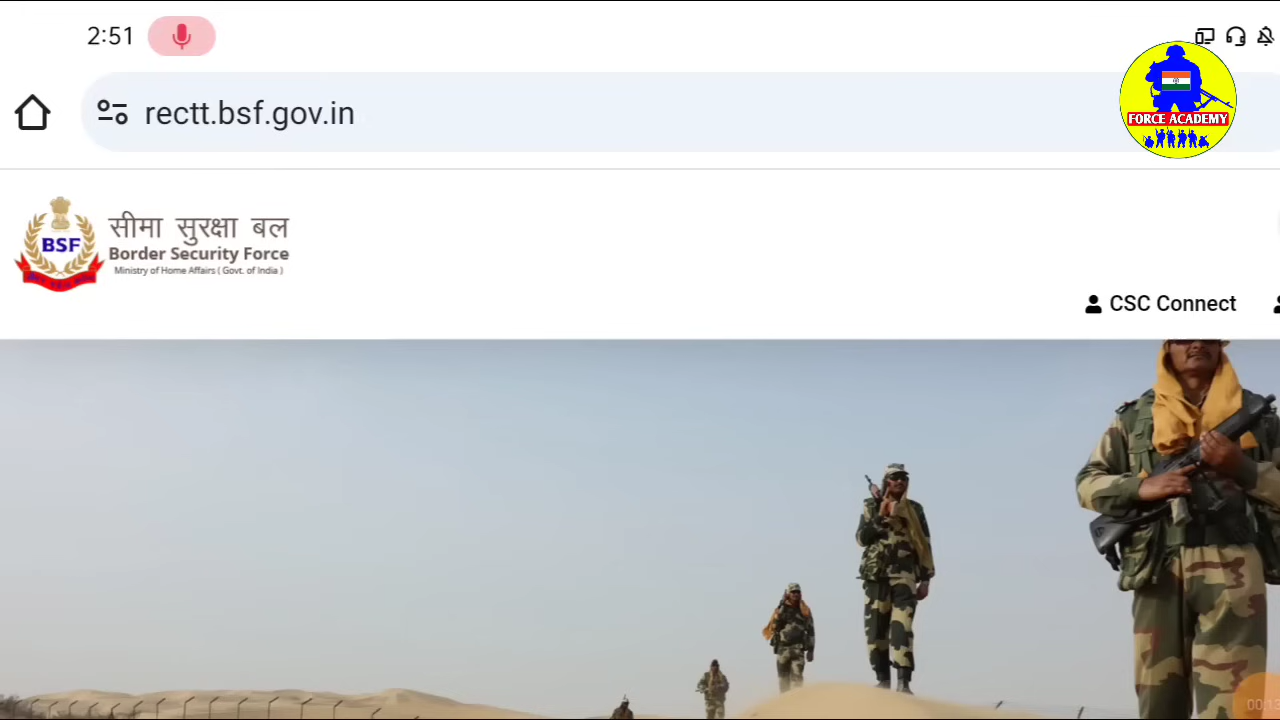 2:51
rectt.bsf.gov.in
FORCE ACADEMY
BSF
सीमा सुरक्षा बल
Border Security Force
Ministry of Home Affairs ( Govt. of India )
CSC Connect